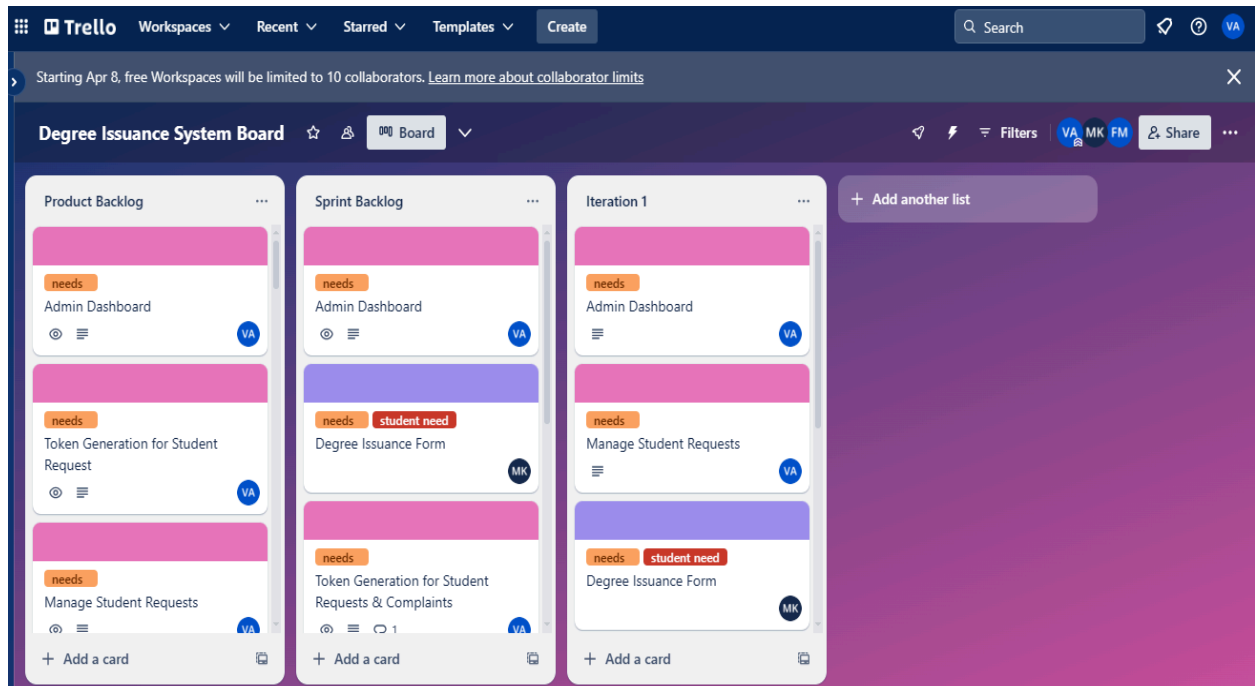 Trello Workspaces Recent Starred Templates Create Search VA
Starting Apr 8, free Workspaces will be limited to 10 collaborators. Learn more about collaborator limits
Degree Issuance System Board Board Filters VA MK FM Share
Product Backlog
needs
Admin Dashboard
VA
needs
Token Generation for Student
Request
VA
needs
Manage Student Requests
VA
+ Add a card
Sprint Backlog
needs
Admin Dashboard
VA
needs student need
Degree Issuance Form
MK
needs
Token Generation for Student
Requests & Complaints
1 VA
+ Add a card
Iteration 1
needs
Admin Dashboard
VA
needs
Manage Student Requests
VA
needs student need
Degree Issuance Form
MK
+ Add a card
+ Add another list